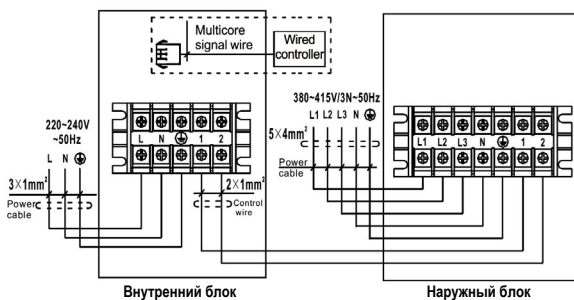 Multicore
signal wire
Wired
controller
380~415V/3N~50Hz
L1 L2 L3 N
220~240V
~50Hz
L N
L N 1 2
L1 L2 L3 N 1 2
5×4mm²
Power
cable
3×1mm²
Power
cable
2×1mm²
Control
wire
Внутренний блок
Наружный блок